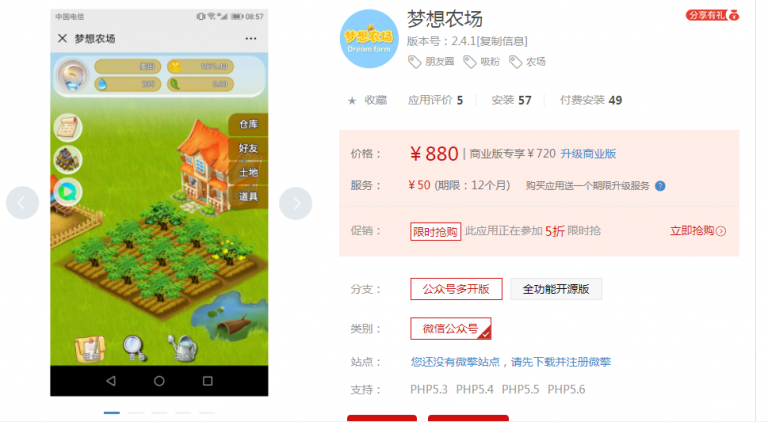 中国电信 08:57
梦想农场
仓库
好友
土地
道具
梦想农场
Dream farm
梦想农场
分享有礼
版本号：2.4.1[复制信息]
朋友圈 吸粉 农场
★ 收藏 应用评价 5 安装 57 付费安装 49
价格： ￥880 | 商业版专享￥720 升级商业版
服务： ￥50 (期限：12个月) 购买应用送一个期限升级服务 ?
促销： 限时抢购 此应用正在参加 5折 限时抢 立即抢购
分支： 公众号多开版 全功能开源版
类别： 微信公众号
站点： 您还没有微擎站点，请先下载并注册微擎
支持： PHP5.3 PHP5.4 PHP5.5 PHP5.6